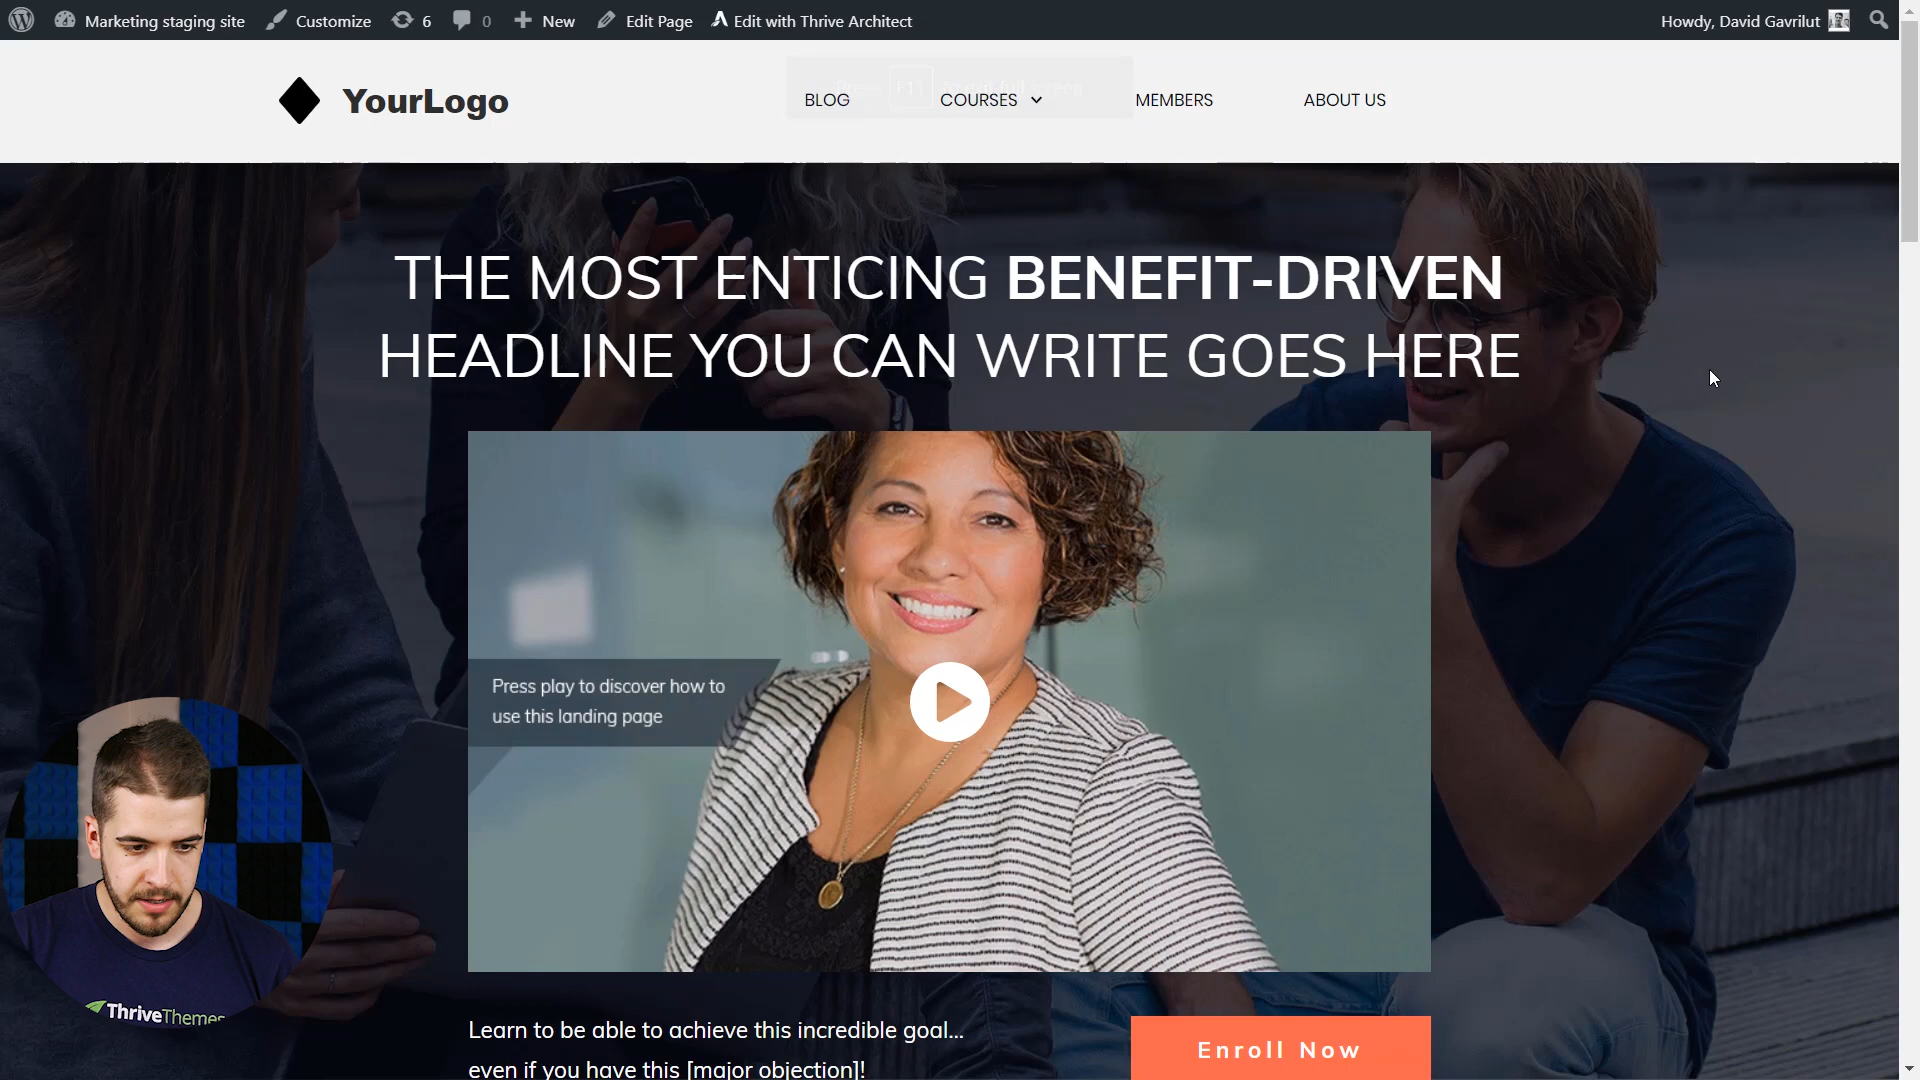 Marketing staging site Customize 6 0 New Edit Page Edit with Thrive Architect Howdy, David Gavrilut
YourLogo BLOG COURSES MEMBERS ABOUT US
F11
THE MOST ENTICING BENEFIT-DRIVEN
HEADLINE YOU CAN WRITE GOES HERE
Press play to discover how to
use this landing page
ThriveThemes
Learn to be able to achieve this incredible goal...
even if you have this [major objection]!
Enroll Now